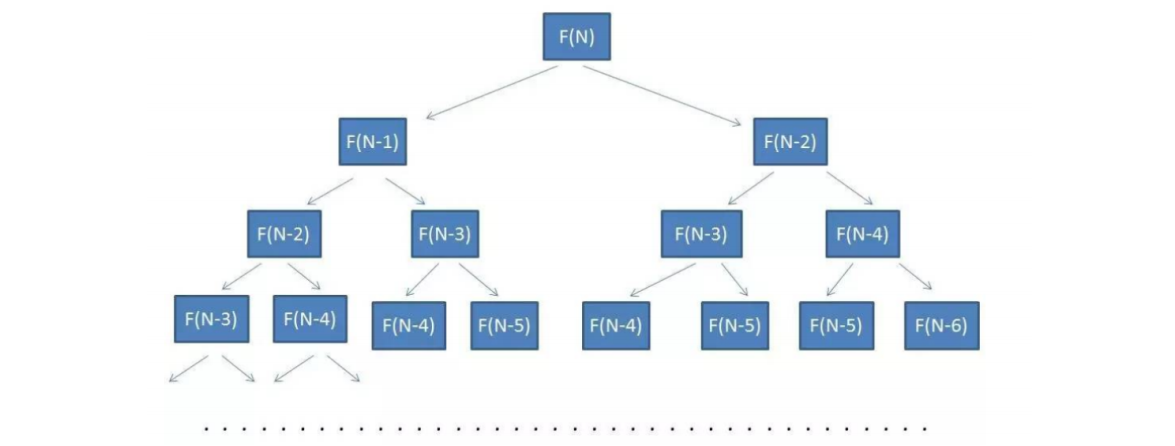 F(N)
F(N-1) F(N-2)
F(N-2) F(N-3) F(N-3) F(N-4)
F(N-3) F(N-4) F(N-4) F(N-5) F(N-4) F(N-5) F(N-5) F(N-6)
. . . . . . . . . . . . . . . . . . . . . . . . . . . . . . . . . . . . . .